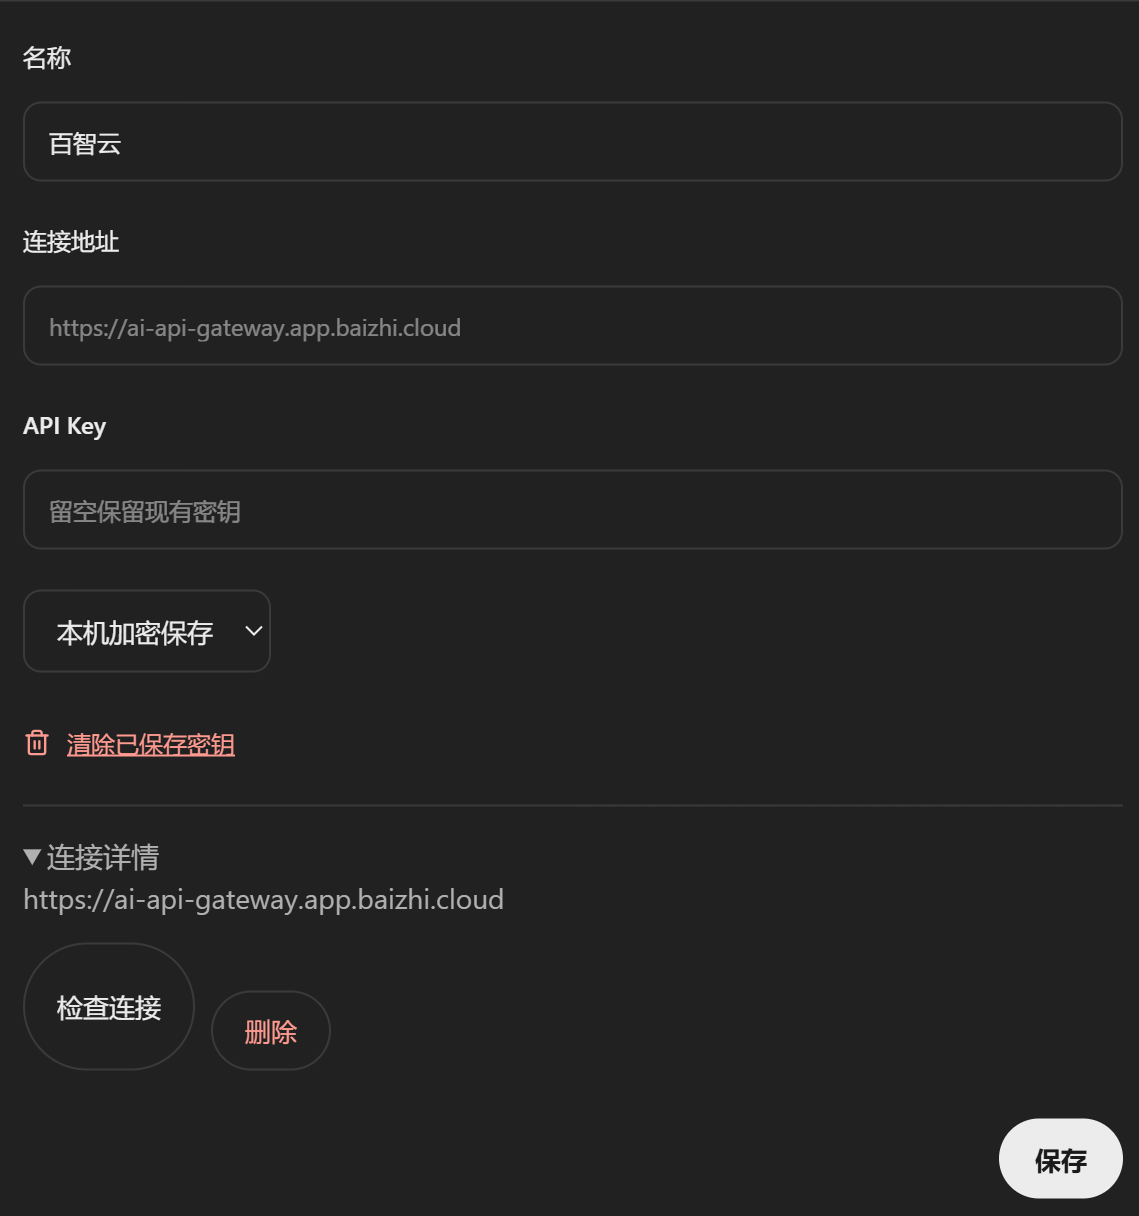 名称
百智云
连接地址
https://ai-api-gateway.app.baizhi.cloud
API Key
留空保留现有密钥
本机加密保存
清除已保存密钥
连接详情
https://ai-api-gateway.app.baizhi.cloud
检查连接
删除
保存